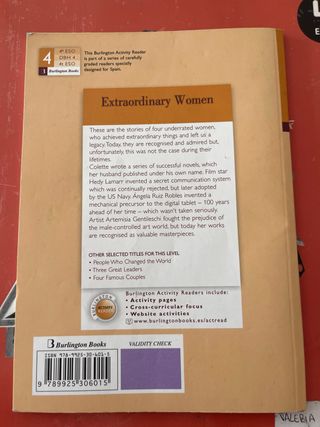 4
4º ESO
DBH 4
4t ESO
Burlington Books
This Burlington Activity Reader
is part of a series of carefully
graded readers specially
designed for Spain.
Extraordinary Women
These are the stories of four underrated women,
who achieved extraordinary things and left us a
legacy. Today, they are recognised and admired but,
unfortunately, this was not the case during their
lifetimes.
Colette wrote a series of successful novels, which
her husband published under his own name. Film star
Hedy Lamarr invented a secret communication system
which was continually rejected, but later adopted
by the US Navy. Ángela Ruiz Robles invented a
mechanical precursor to the digital tablet – 100 years
ahead of her time – which wasn't taken seriously.
Artist Artemisia Gentileschi fought the prejudice of
the male-controlled art world, but today her works
are recognised as valuable masterpieces.
OTHER SELECTED TITLES FOR THIS LEVEL
• People Who Changed the World
• Three Great Leaders
• Four Famous Couples
Burlington Activity Readers include:
• Activity pages
• Cross-curricular focus
• Website activities
www.burlingtonbooks.es/actread
BURLINGTON
ACTIVITY
READER
Burlington Books
VALIDITY CHECK
ISBN 978-9925-30-601-5
9 789925 306015
VALERIA